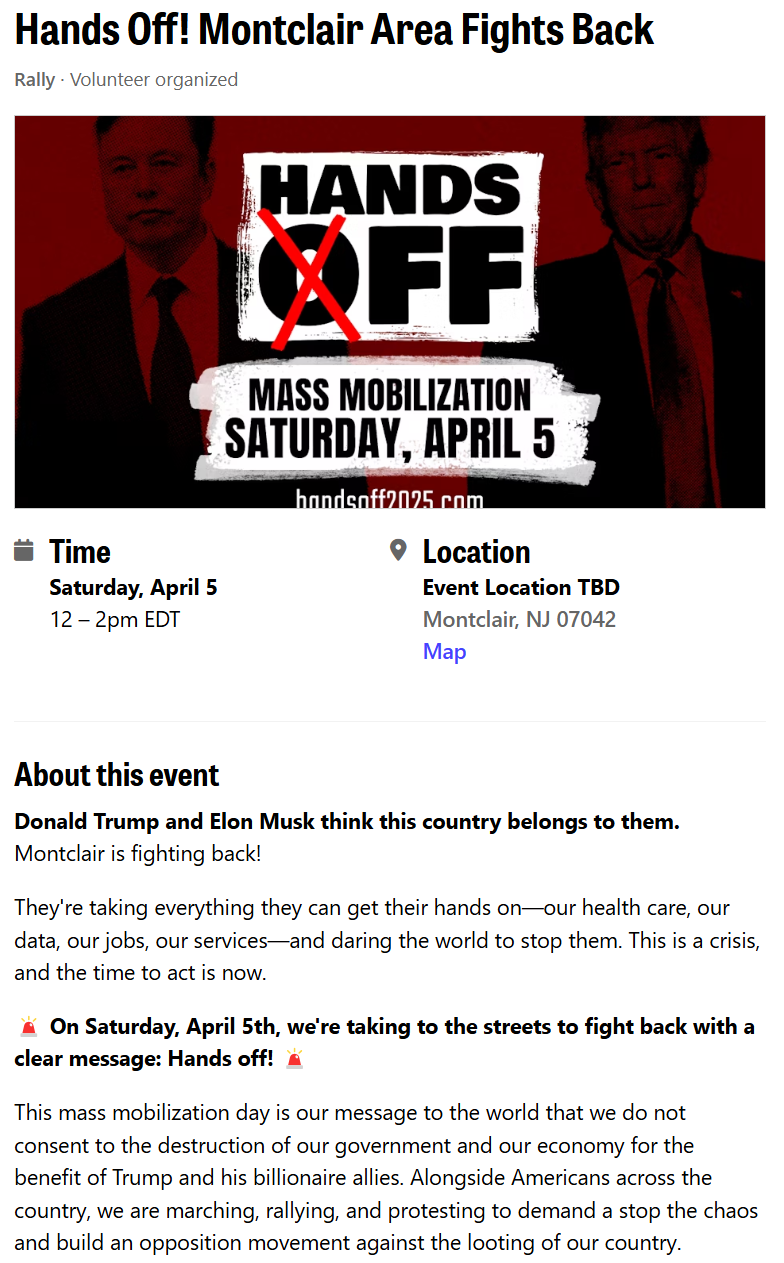 Hands Off! Montclair Area Fights Back
Rally · Volunteer organized
HANDS
OFF
MASS MOBILIZATION
SATURDAY, APRIL 5
handsoff2025.com
Time
Saturday, April 5
12 – 2pm EDT
Location
Event Location TBD
Montclair, NJ 07042
Map
About this event
Donald Trump and Elon Musk think this country belongs to them.
Montclair is fighting back!
They're taking everything they can get their hands on—our health care, our
data, our jobs, our services—and daring the world to stop them. This is a crisis,
and the time to act is now.
🚨 On Saturday, April 5th, we're taking to the streets to fight back with a
clear message: Hands off! 🚨
This mass mobilization day is our message to the world that we do not
consent to the destruction of our government and our economy for the
benefit of Trump and his billionaire allies. Alongside Americans across the
country, we are marching, rallying, and protesting to demand a stop the chaos
and build an opposition movement against the looting of our country.